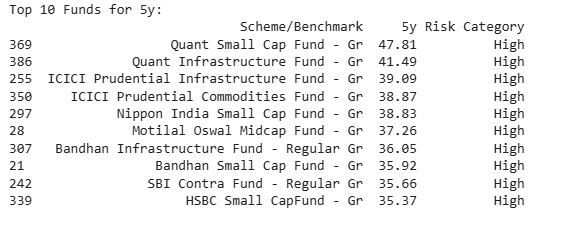 Top 10 Funds for 5y:
Scheme/Benchmark 5y Risk Category
369 Quant Small Cap Fund - Gr 47.81 High
386 Quant Infrastructure Fund - Gr 41.49 High
255 ICICI Prudential Infrastructure Fund - Gr 39.09 High
350 ICICI Prudential Commodities Fund - Gr 38.87 High
297 Nippon India Small Cap Fund - Gr 38.83 High
28 Motilal Oswal Midcap Fund - Gr 37.26 High
307 Bandhan Infrastructure Fund - Regular Gr 36.05 High
21 Bandhan Small Cap Fund - Gr 35.92 High
242 SBI Contra Fund - Regular Gr 35.66 High
339 HSBC Small CapFund - Gr 35.37 High